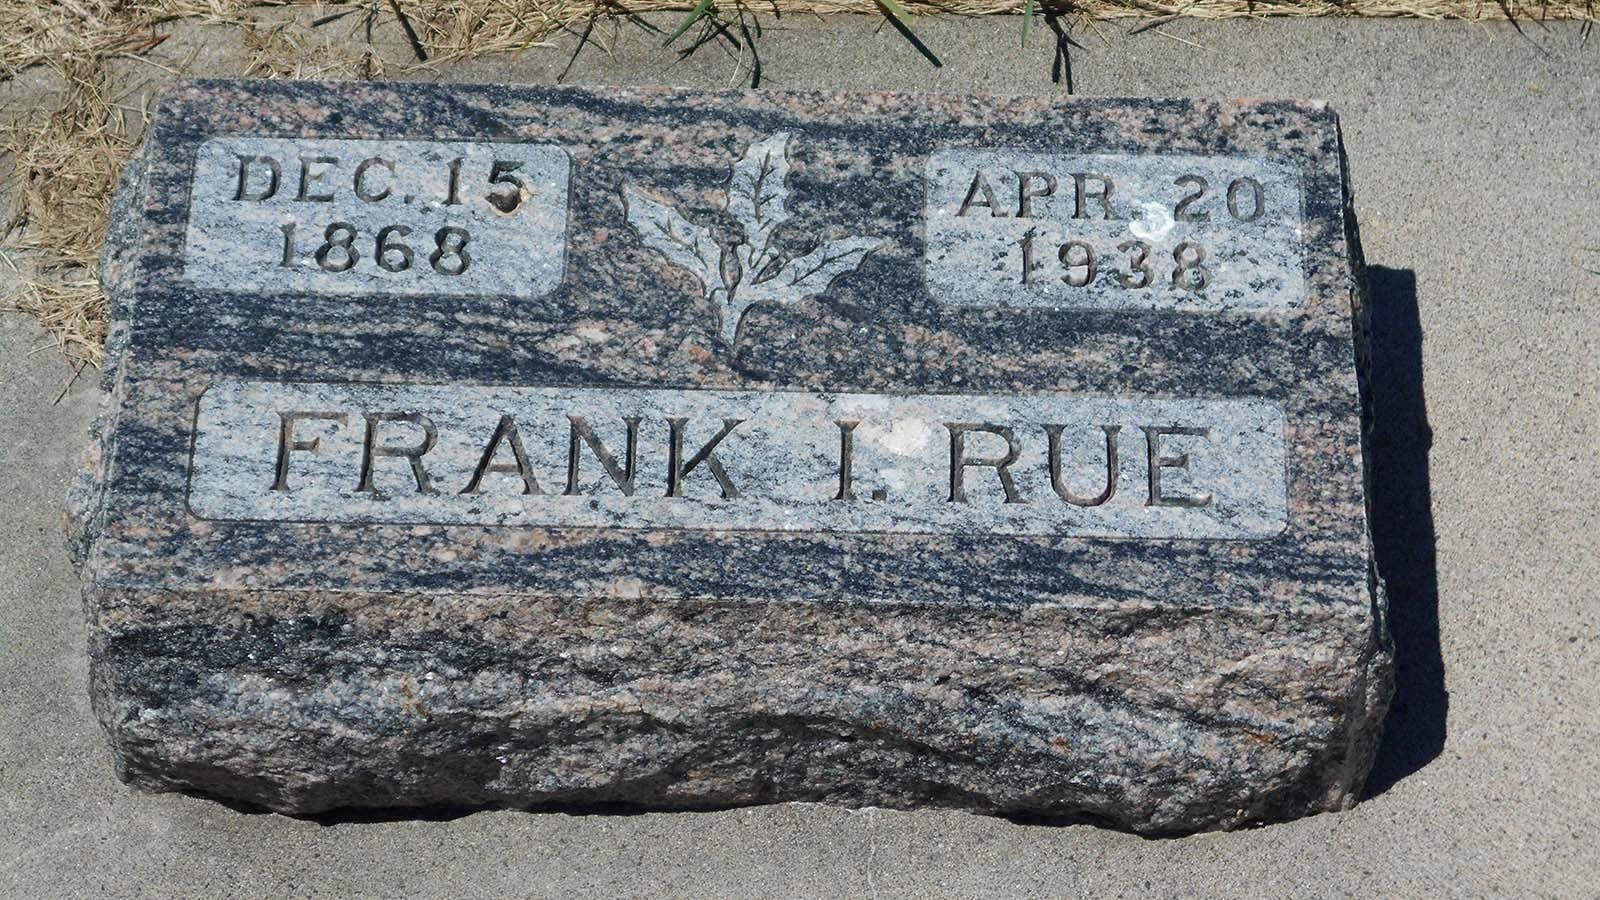 DEC. 15
1868
APR. 20
1938
FRANK I. RUE